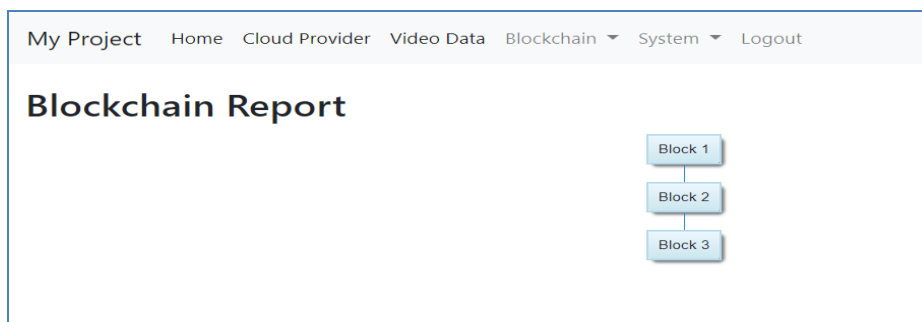 My Project Home Cloud Provider Video Data Blockchain System Logout
Blockchain Report
Block 1
Block 2
Block 3